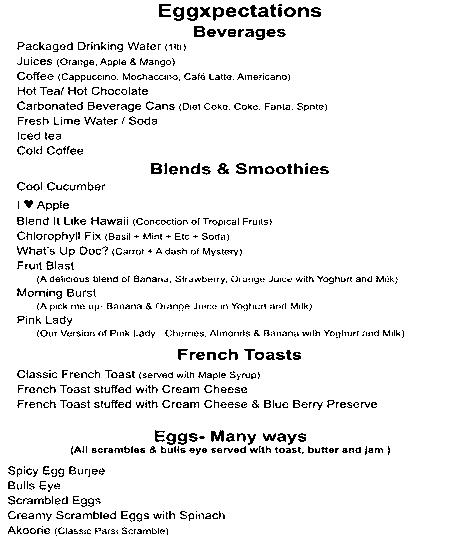 Eggxpectations
Beverages
Packaged Drinking Water (1ltr)
Juices (Orange, Apple & Mango)
Coffee (Cappuccino, Mochaccino, Café Latte, Americano)
Hot Tea/ Hot Chocolate
Carbonated Beverage Cans (Diet Coke, Coke, Fanta, Sprite)
Fresh Lime Water / Soda
Iced tea
Cold Coffee
Blends & Smoothies
Cool Cucumber
I ♥ Apple
Blend It Like Hawaii (Concoction of Tropical Fruits)
Chlorophyll Fix (Basil + Mint + Etc + Soda)
What's Up Doc? (Carrot + A dash of Mystery)
Fruit Blast
(A delicious blend of Banana, Strawberry, Orange Juice with Yoghurt and Milk)
Morning Burst
(A pick me up- Banana & Orange Juice in Yoghurt and Milk)
Pink Lady
(Our Version of Pink Lady - Cherries, Almonds & Banana with Yoghurt and Milk)
French Toasts
Classic French Toast (served with Maple Syrup)
French Toast stuffed with Cream Cheese
French Toast stuffed with Cream Cheese & Blue Berry Preserve
Eggs- Many ways
(All scrambles & bulls eye served with toast, butter and jam )
Spicy Egg Burjee
Bulls Eye
Scrambled Eggs
Creamy Scrambled Eggs with Spinach
Akoorie (Classic Parsi Scramble)